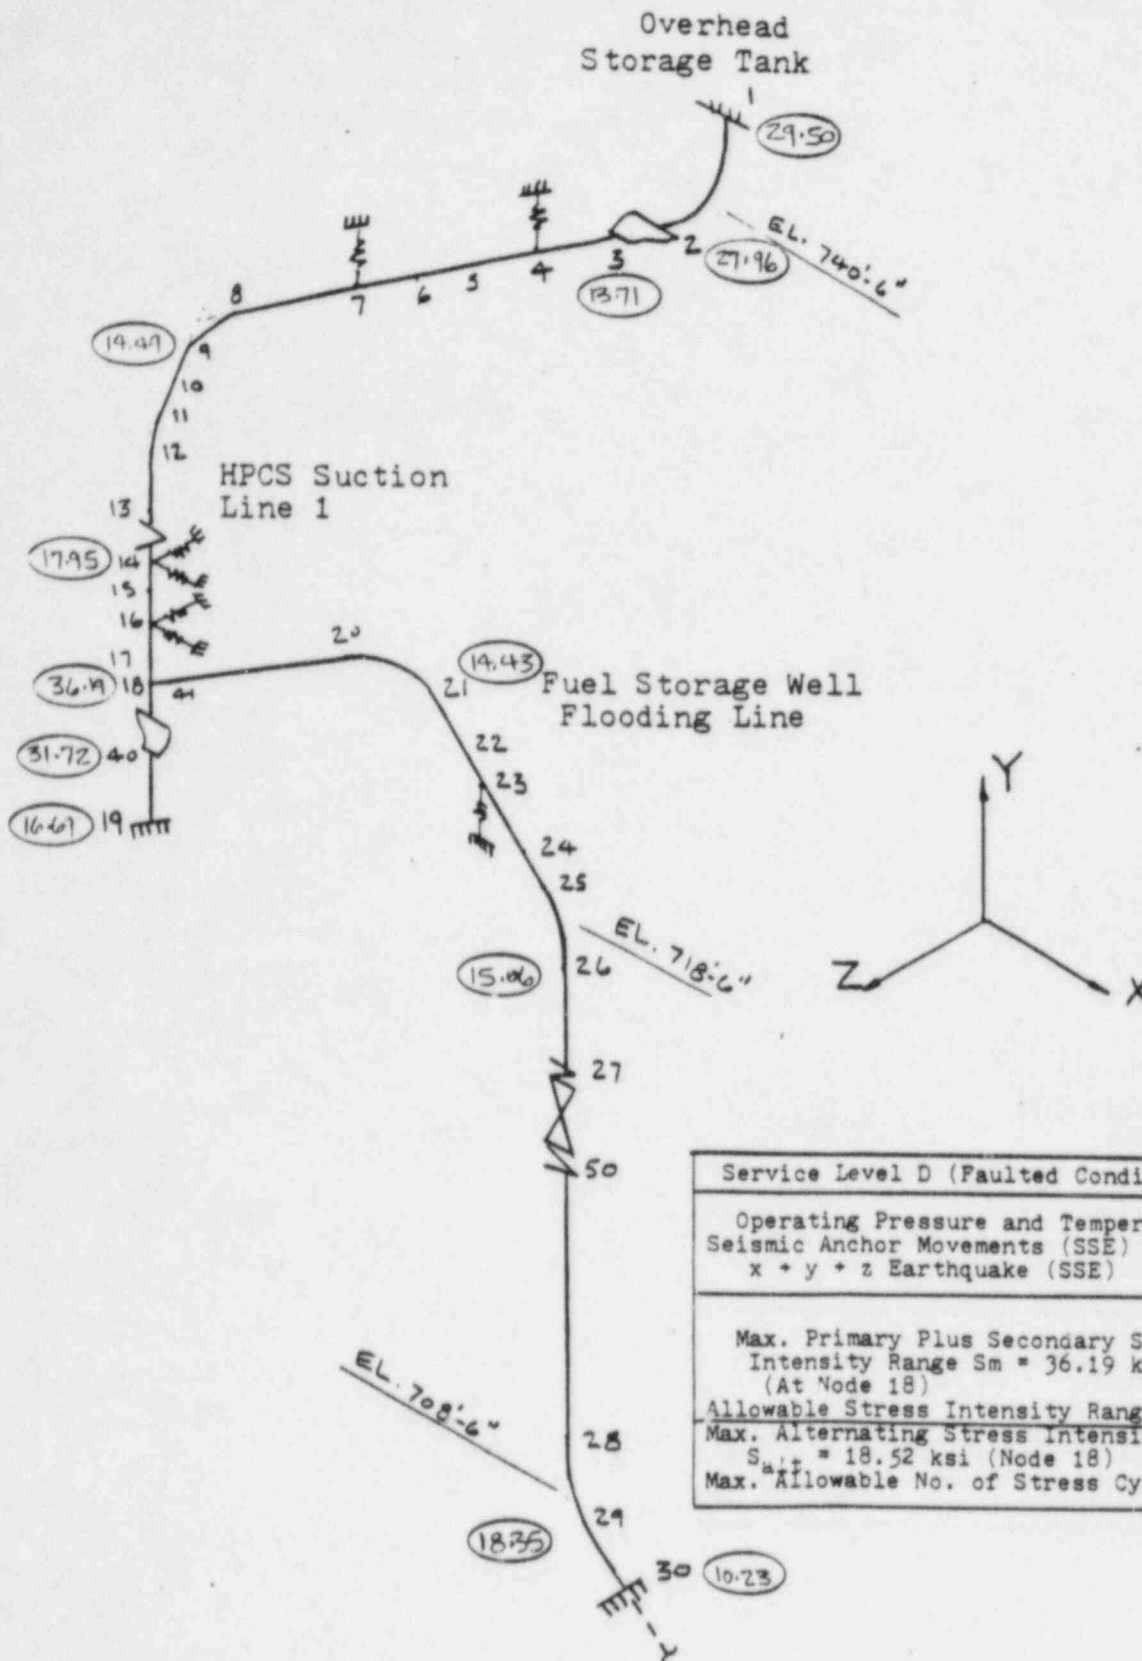 Overhead
Storage Tank
1
29.50
EL. 740'-6"
2
27.96
3
13.71
4
5
6
7
8
14.49
9
10
11
12
HPCS Suction
Line 1
13
17.95
14
15
16
17
36.19
18
41
31.72
40
19
20
14.43
21
Fuel Storage Well
Flooding Line
22
23
24
25
EL. 718'-6"
26
27
50
Y
Z
X
Service Level D (Faulted Condi
Operating Pressure and Temper
Seismic Anchor Movements (SSE)
x + y + z Earthquake (SSE)
Max. Primary Plus Secondary S
Intensity Range Sm = 36.19 k
(At Node 18)
Allowable Stress Intensity Rang
Max. Alternating Stress Intensi
= 18.52 ksi (Node 18)
Max. Allowable No. of Stress Cy
EL. 708'-6"
28
29
18.35
30
10.23